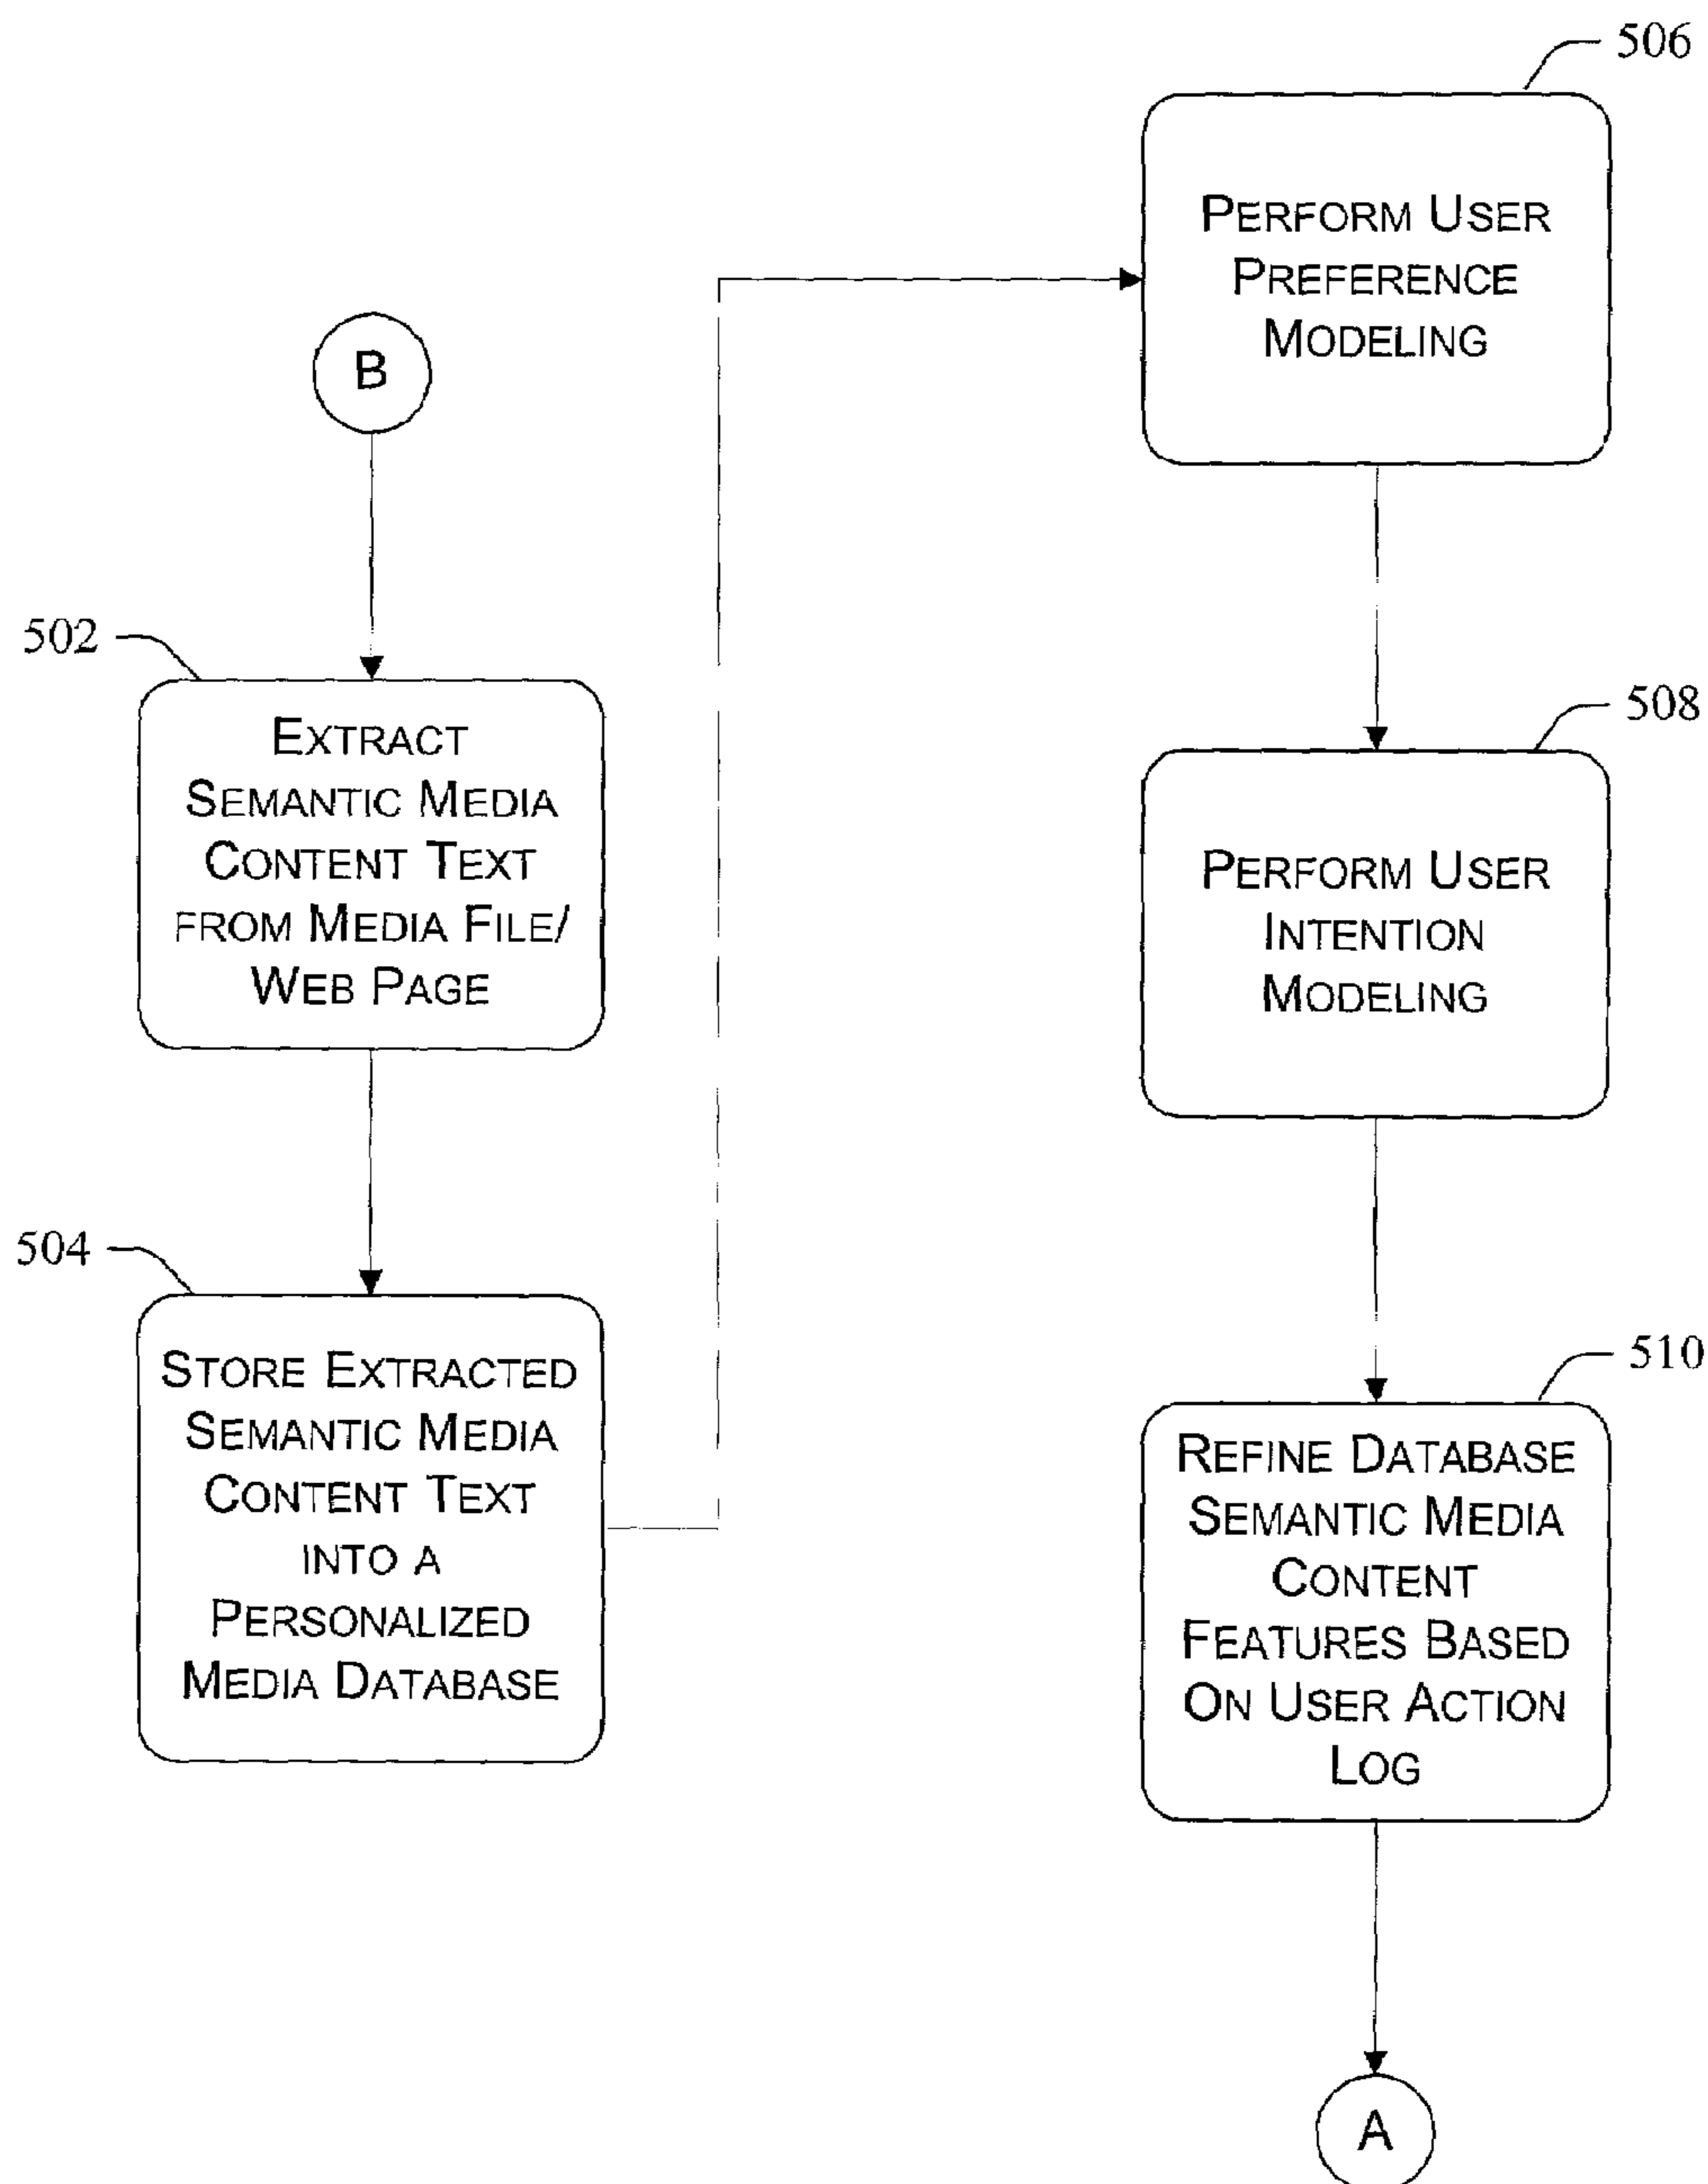 B
502
EXTRACT
SEMANTIC MEDIA
CONTENT TEXT
FROM MEDIA FILE/
WEB PAGE
504
STORE EXTRACTED
SEMANTIC MEDIA
CONTENT TEXT
INTO A
PERSONALIZED
MEDIA DATABASE
506
PERFORM USER
PREFERENCE
MODELING
508
PERFORM USER
INTENTION
MODELING
510
REFINE DATABASE
SEMANTIC MEDIA
CONTENT
FEATURES BASED
ON USER ACTION
LOG
A